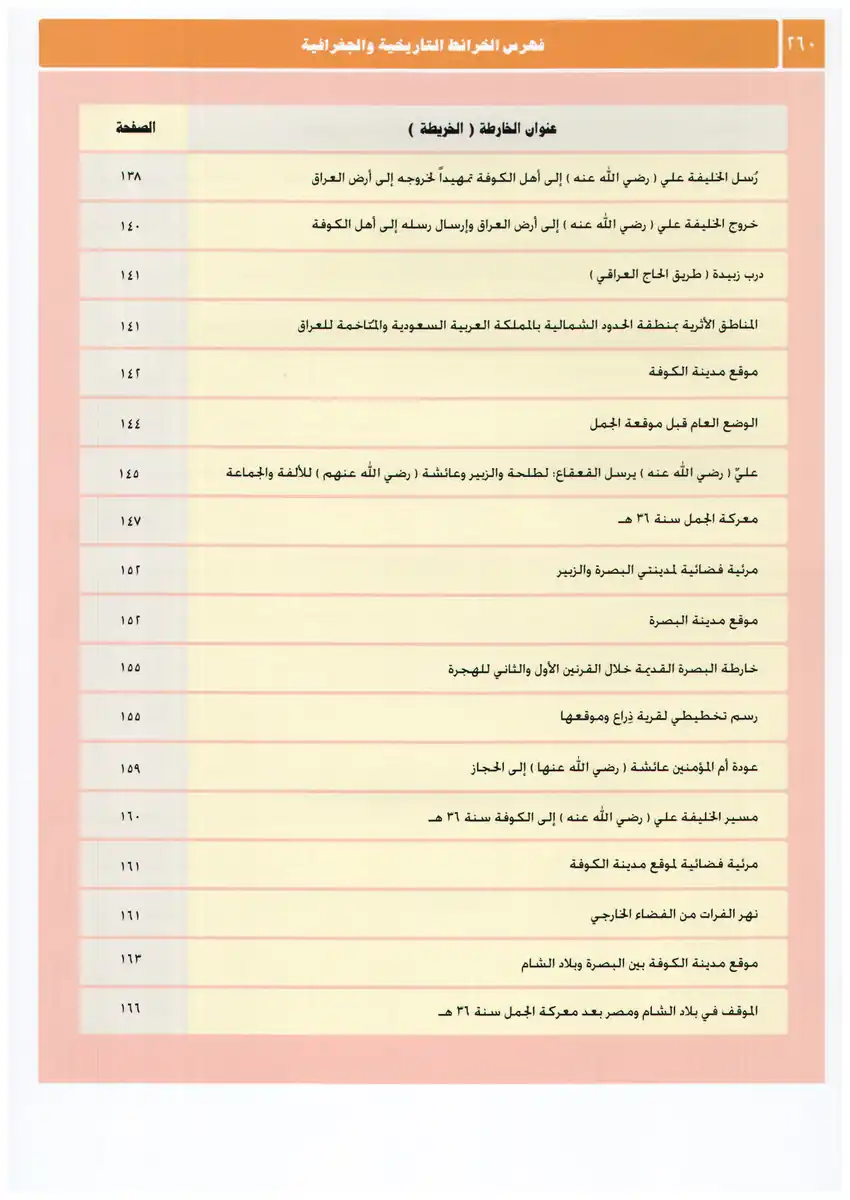 ٢٦٠ فهرس الخرائط التاريخية والجغرافية
عنوان الخارطة ( الخريطة ) الصفحة
رُسل الخليفة علي ( رضي الله عنه ) إلى أهل الكوفة تمهيداً لخروجه إلى أرض العراق ١٣٨
خروج الخليفة علي ( رضي الله عنه ) إلى أرض العراق وإرسال رسله إلى أهل الكوفة ١٤٠
درب زبيدة ( طريق الحاج العراقي ) ١٤١
المناطق الأثرية بمنطقة الحدود الشمالية بالمملكة العربية السعودية والمتاخمة للعراق ١٤١
موقع مدينة الكوفة ١٤٢
الوضع العام قبل موقعة الجمل ١٤٤
عليٌّ ( رضي الله عنه ) يرسل القعقاع: لطلحة والزبير وعائشة ( رضي الله عنهم ) للألفة والجماعة ١٤٥
معركة الجمل سنة ٣٦ هـ ١٤٧
مرئية فضائية لمدينتي البصرة والزبير ١٥٢
موقع مدينة البصرة ١٥٢
خارطة البصرة القديمة خلال القرنين الأول والثاني للهجرة ١٥٥
رسم تخطيطي لقرية ذِراع وموقعها ١٥٥
عودة أم المؤمنين عائشة ( رضي الله عنها ) إلى الحجاز ١٥٩
مسير الخليفة علي ( رضي الله عنه ) إلى الكوفة سنة ٣٦ هـ ١٦٠
مرئية فضائية لموقع مدينة الكوفة ١٦١
نهر الفرات من الفضاء الخارجي ١٦١
موقع مدينة الكوفة بين البصرة وبلاد الشام ١٦٣
الموقف في بلاد الشام ومصر بعد معركة الجمل سنة ٣٦ هـ ١٦٦